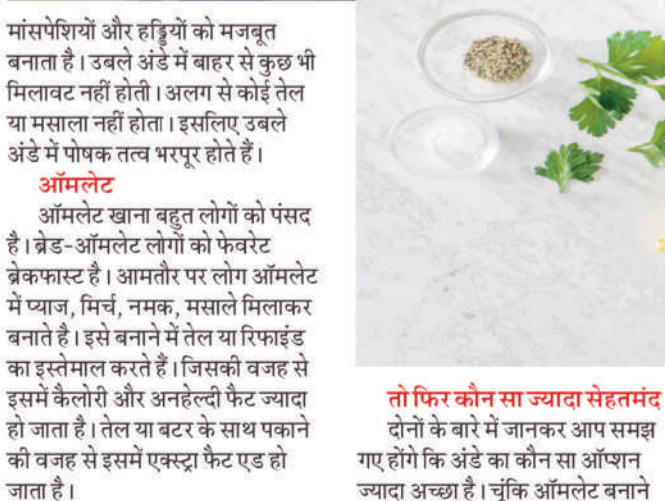 मांसपेशियों और हड्डियों को मजबूत
बनाता है। उबले अंडे में बाहर से कुछ भी
मिलावट नहीं होती। अलग से कोई तेल
या मसाला नहीं होता। इसलिए उबले
अंडे में पोषक तत्व भरपूर होते हैं।
ऑमलेट
ऑमलेट खाना बहुत लोगों को पंसद
है। ब्रेड-ऑमलेट लोगों को फेवरेट
ब्रेकफास्ट है। आमतौर पर लोग ऑमलेट
में प्याज, मिर्च, नमक, मसाले मिलाकर
बनाते है। इसे बनाने में तेल या रिफाइंड
का इस्तेमाल करते हैं। जिसकी वजह से
इसमें कैलोरी और अनहेल्दी फैट ज्यादा
हो जाता है। तेल या बटर के साथ पकाने
की वजह से इसमें एक्स्ट्रा फैट एड हो
जाता है।
तो फिर कौन सा ज्यादा सेहतमंद
दोनों के बारे में जानकर आप समझ
गए होंगे कि अंडे का कौन सा ऑप्शन
ज्यादा अच्छा है। चूंकि ऑमलेट बनाने